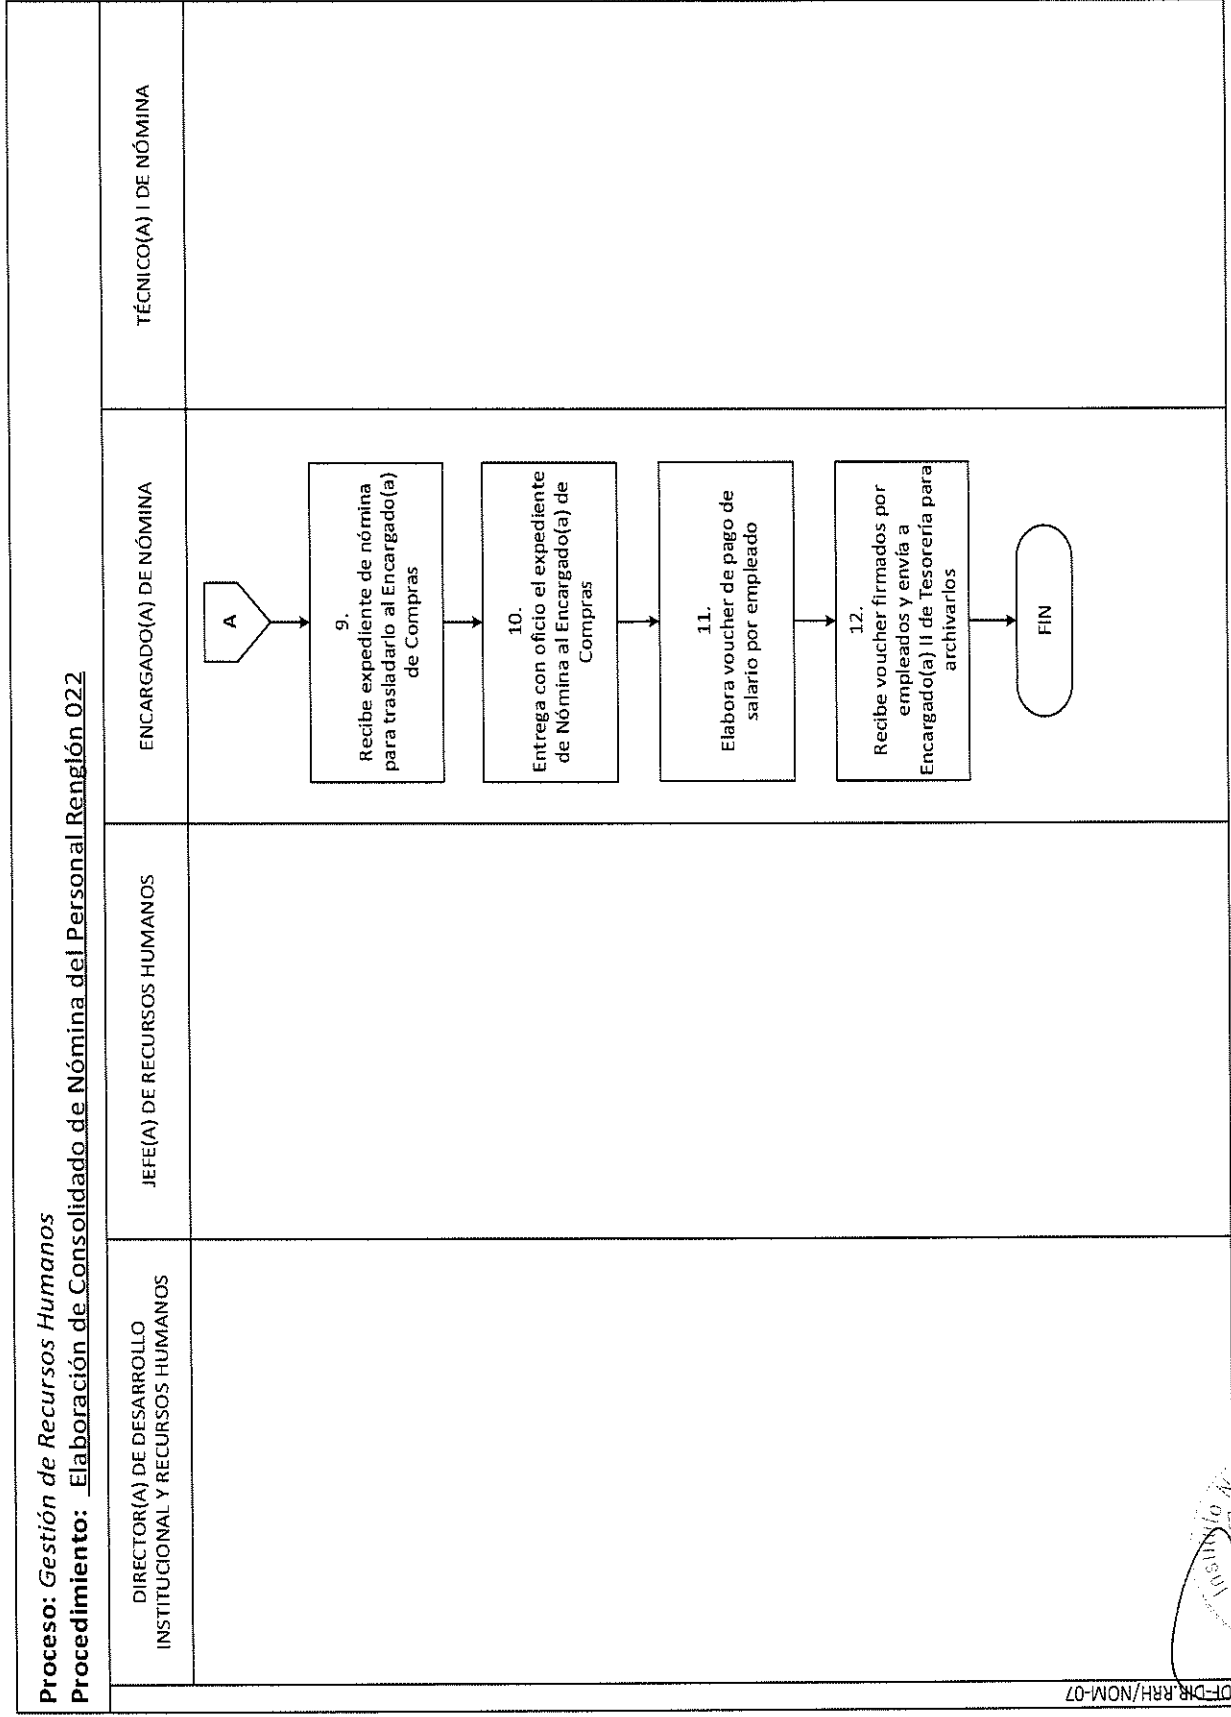 Proceso: Gestión de Recursos Humanos
Procedimiento: Elaboración de Consolidado de Nómina del Personal Renglón 022
DIRECTOR(A) DE DESARROLLO
INSTITUCIONAL Y RECURSOS HUMANOS
JEFE(A) DE RECURSOS HUMANOS
ENCARGADO(A) DE NÓMINA
TÉCNICO(A) I DE NÓMINA
A
9.
Recibe expediente de nómina
para trasladarlo al Encargado(a)
de Compras
10.
Entrega con oficio el expediente
de Nómina al Encargado(a) de
Compras
11.
Elabora voucher de pago de
salario por empleado
12.
Recibe voucher firmados por
empleados y envía a
Encargado(a) II de Tesorería para
archivarlos
FIN
DF-DIR.RRH/NOM-07
Instituto